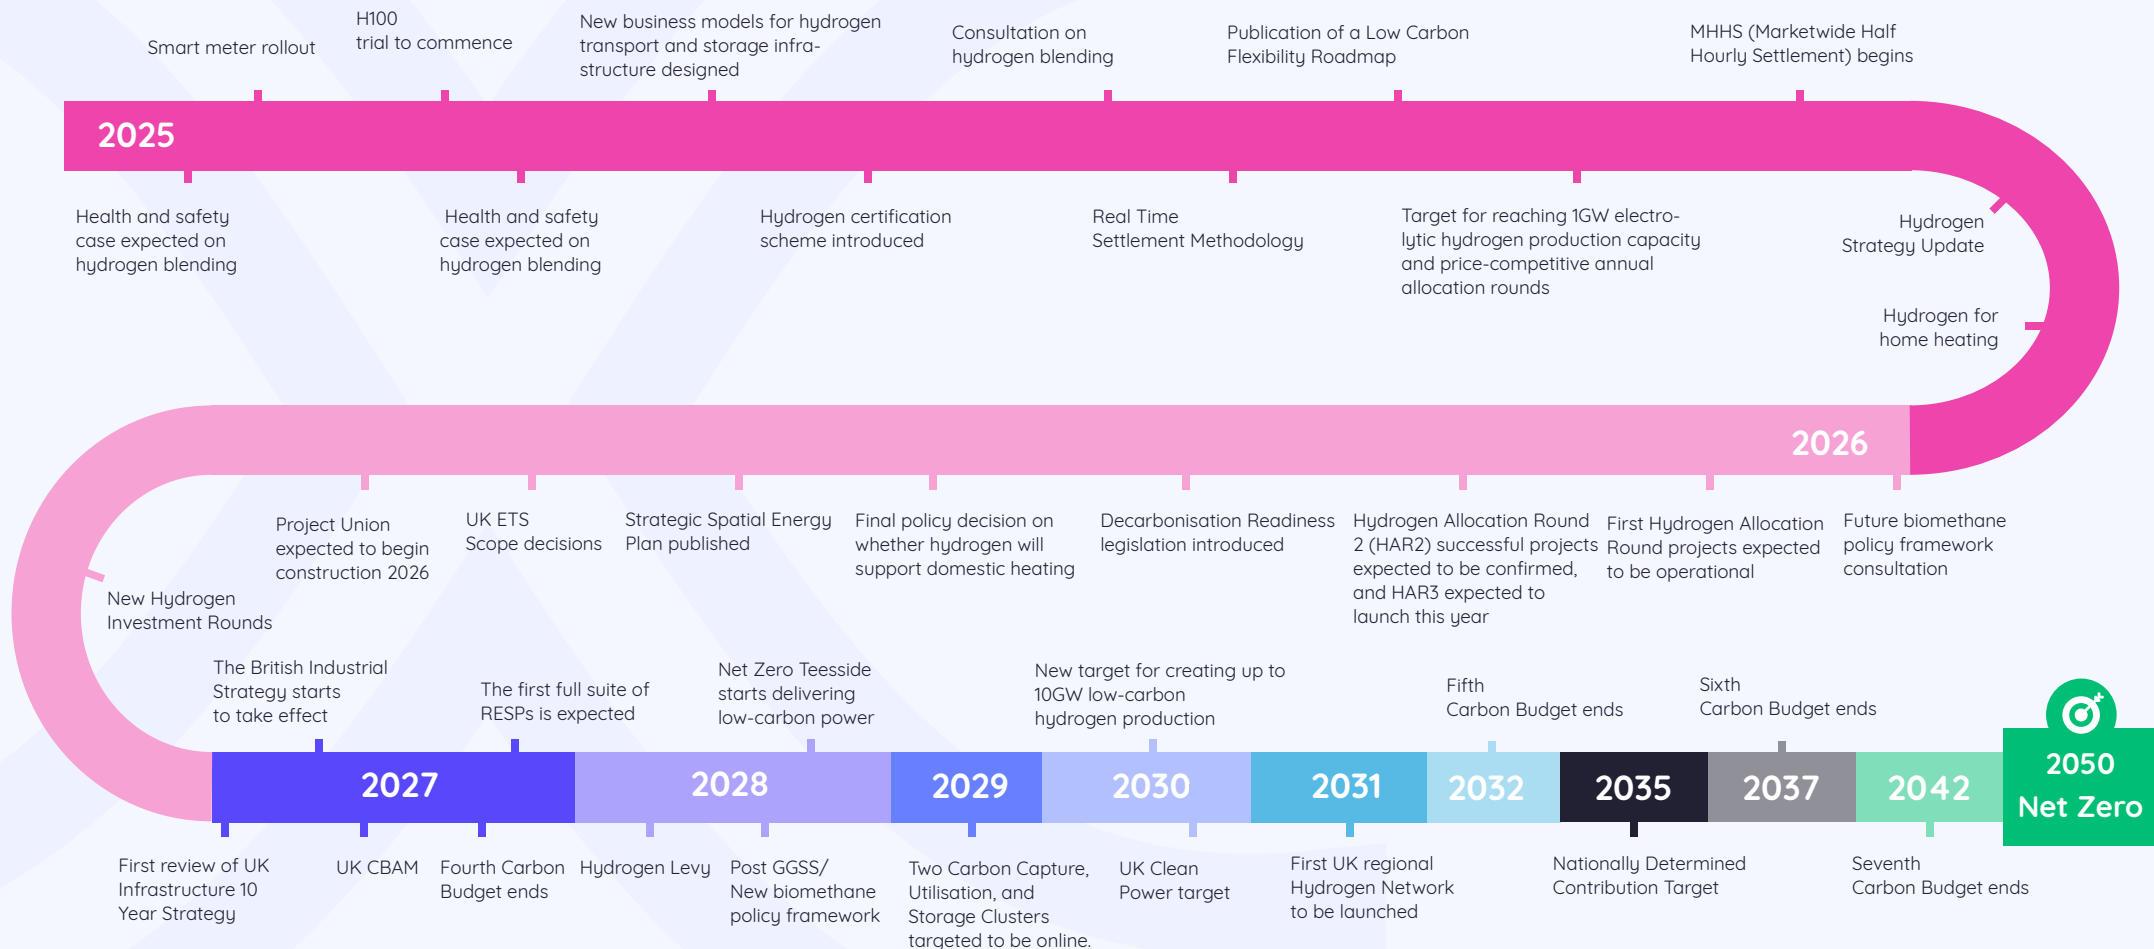 Smart meter rollout
H100
trial to commence
New business models for hydrogen
transport and storage infra-
structure designed
Consultation on
hydrogen blending
Publication of a Low Carbon
Flexibility Roadmap
MHHS (Marketwide Half
Hourly Settlement) begins
2025
Health and safety
case expected on
hydrogen blending
Health and safety
case expected on
hydrogen blending
Hydrogen certification
scheme introduced
Real Time
Settlement Methodology
Target for reaching 1GW electro-
lytic hydrogen production capacity
and price-competitive annual
allocation rounds
Hydrogen
Strategy Update
Hydrogen for
home heating
2026
Future biomethane
policy framework
consultation
First Hydrogen Allocation
Round projects expected
to be operational
Hydrogen Allocation Round
2 (HAR2) successful projects
expected to be confirmed,
and HAR3 expected to
launch this year
Decarbonisation Readiness
legislation introduced
Final policy decision on
whether hydrogen will
support domestic heating
Strategic Spatial Energy
Plan published
UK ETS
Scope decisions
Project Union
expected to begin
construction 2026
New Hydrogen
Investment Rounds
The British Industrial
Strategy starts
to take effect
The first full suite of
RESPs is expected
Net Zero Teesside
starts delivering
low-carbon power
New target for creating up to
10GW low-carbon
hydrogen production
Fifth
Carbon Budget ends
Sixth
Carbon Budget ends
2027
2028
2029
2030
2031
2032
2035
2037
2042
2050
Net Zero
First review of UK
Infrastructure 10
Year Strategy
UK CBAM
Fourth Carbon
Budget ends
Hydrogen Levy
Post GGSS/
New biomethane
policy framework
Two Carbon Capture,
Utilisation, and
Storage Clusters
targeted to be online.
UK Clean
Power target
First UK regional
Hydrogen Network
to be launched
Nationally Determined
Contribution Target
Seventh
Carbon Budget ends